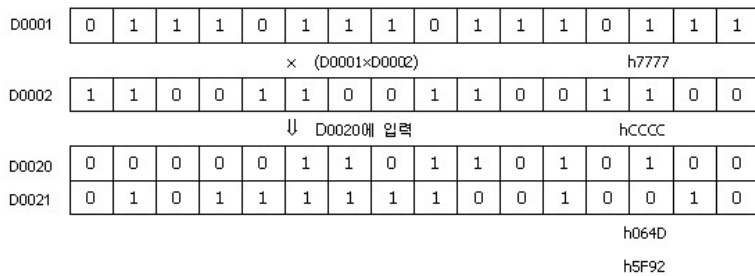 D0001 0 1 1 1 0 1 1 1 0 1 1 1 0 1 1 1
× (D0001×D0002) h7777
D0002 1 1 0 0 1 1 0 0 1 1 0 0 1 1 0 0
⇓ D0020에 입력 hCCCC
D0020 0 0 0 0 0 1 1 0 1 1 0 1 0 1 0 0
D0021 0 1 0 1 1 1 1 1 1 0 0 1 0 0 1 0
h064D
h5F92